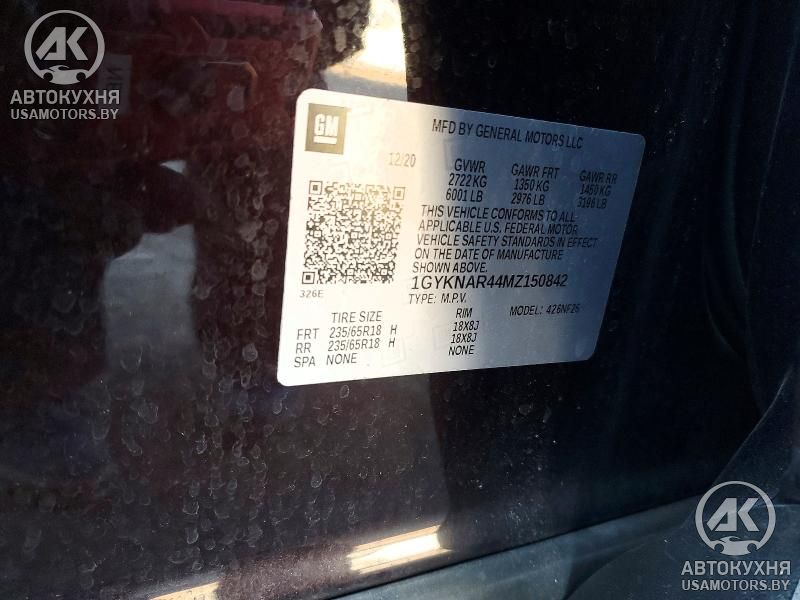 АК
АВТОКУХНЯ
USAMOTORS.BY
GM
MFD BY GENERAL MOTORS LLC
12/20
GVWR GAWR FRT GAWR RR
2722 KG 1350 KG 1450 KG
6001 LB 2976 LB 3196 LB
THIS VEHICLE CONFORMS TO ALL
APPLICABLE U.S. FEDERAL MOTOR
VEHICLE SAFETY STANDARDS IN EFFECT
ON THE DATE OF MANUFACTURE
SHOWN ABOVE.
326E
1GYKNAR44MZ150842
TYPE: M.P.V. MODEL: 426NF26
TIRE SIZE RIM
FRT 235/65R18 H 18X8J
RR 235/65R18 H 18X8J
SPA NONE NONE
АК
АВТОКУХНЯ
USAMOTORS.BY